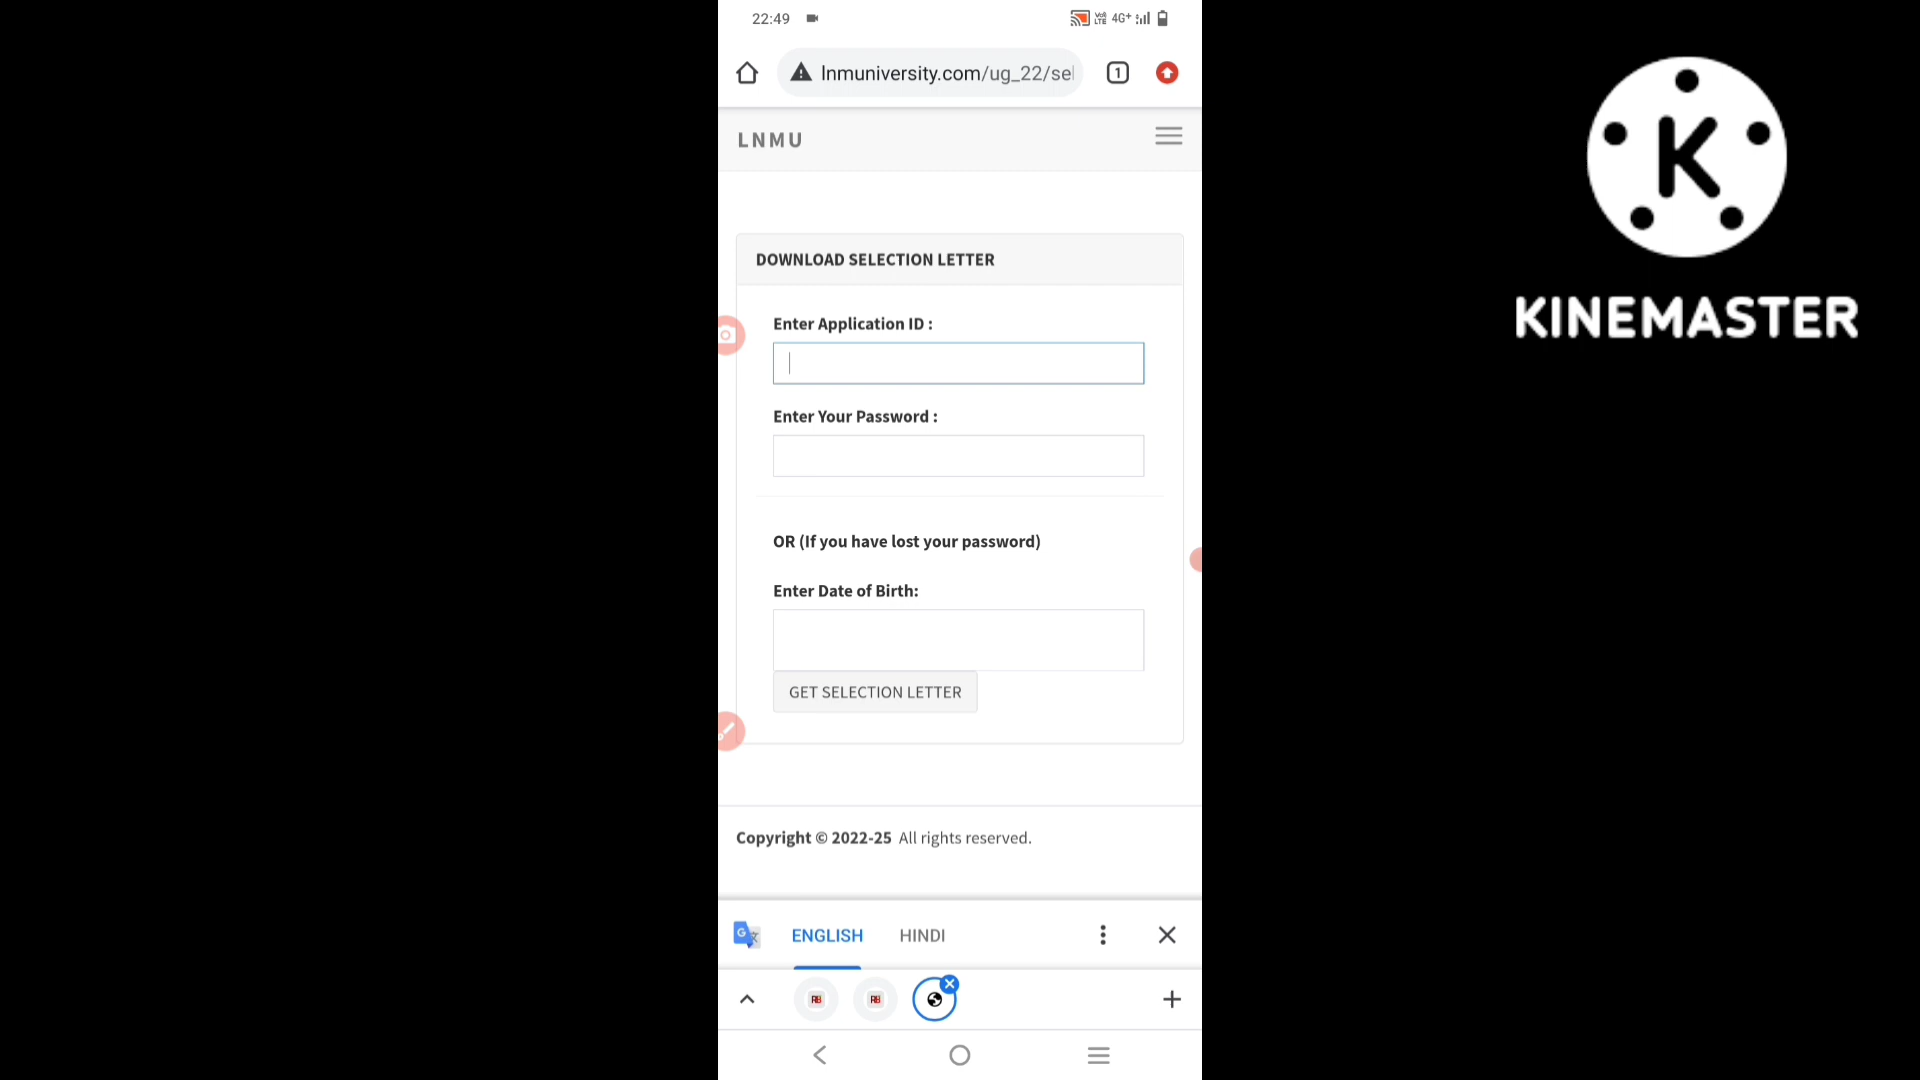 22:49
Vo LTE 4G+
lnmuniversity.com/ug_22/sel
1
LNMU
DOWNLOAD SELECTION LETTER
Enter Application ID :
Enter Your Password :
OR (If you have lost your password)
Enter Date of Birth:
GET SELECTION LETTER
Copyright © 2022-25 All rights reserved.
ENGLISH HINDI
K
KINEMASTER